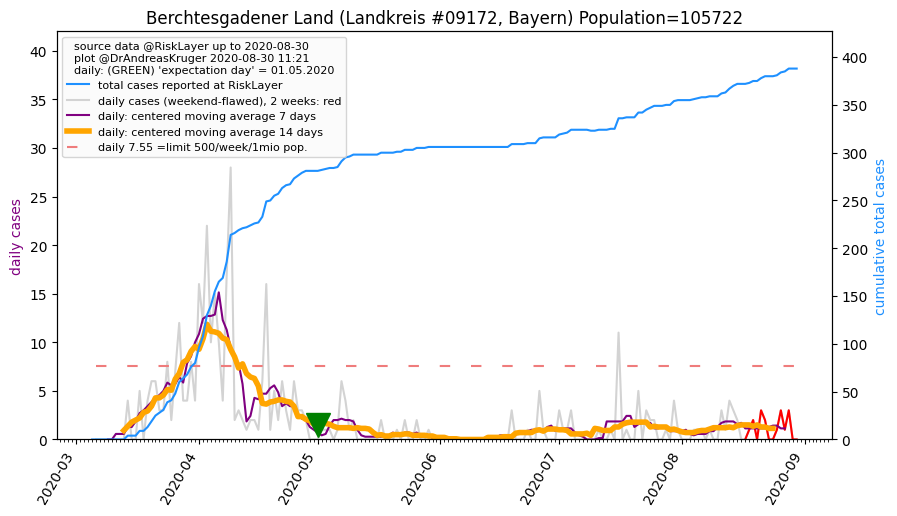 Berchtesgadener Land (Landkreis #09172, Bayern) Population=105722
source data @RiskLayer up to 2020-08-30
plot @DrAndreasKruger 2020-08-30 11:21
daily: (GREEN) 'expectation day' = 01.05.2020
total cases reported at RiskLayer
daily cases (weekend-flawed), 2 weeks: red
daily: centered moving average 7 days
daily: centered moving average 14 days
daily 7.55 =limit 500/week/1mio pop.
daily cases
40
35
30
25
20
15
10
5
0
cumulative total cases
400
350
300
250
200
150
100
50
0
2020-03
2020-04
2020-05
2020-06
2020-07
2020-08
2020-09